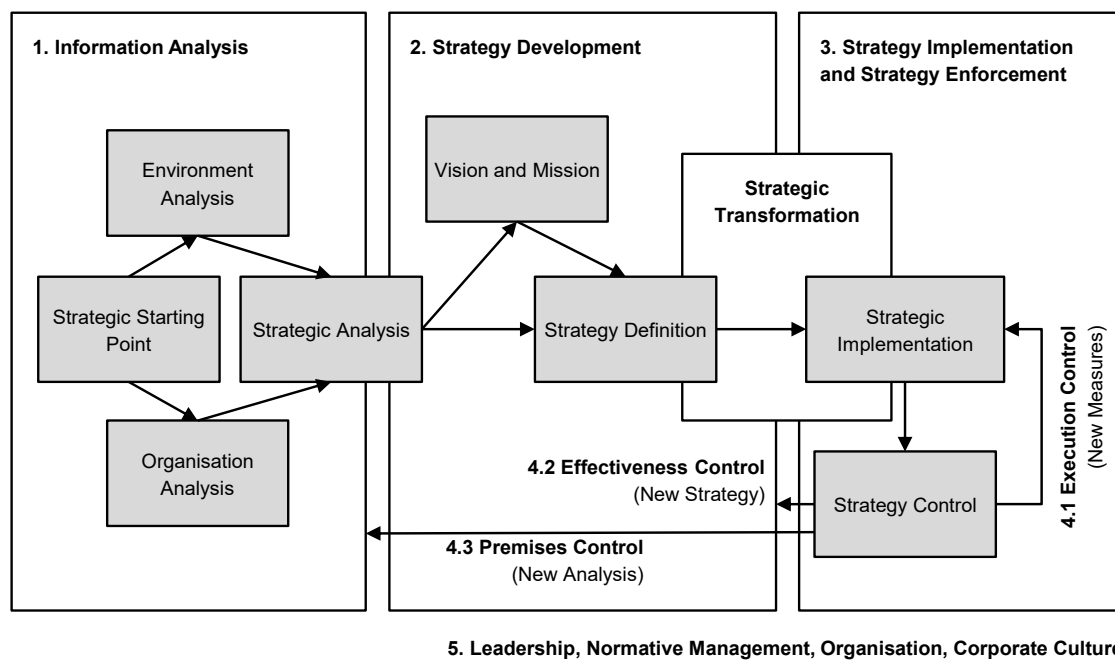 1. Information Analysis
2. Strategy Development
3. Strategy Implementation
and Strategy Enforcement
Environment
Analysis
Vision and Mission
Strategic
Transformation
Strategic Starting
Point
Strategic Analysis
Strategy Definition
Strategic
Implementation
Organisation
Analysis
4.1 Execution Control
(New Measures)
4.2 Effectiveness Control
(New Strategy)
Strategy Control
4.3 Premises Control
(New Analysis)
5. Leadership, Normative Management, Organisation, Corporate Culture